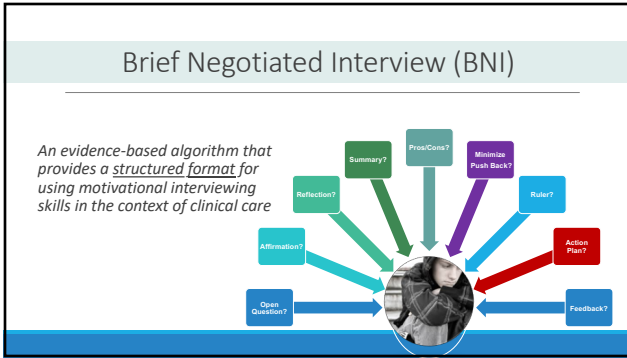 Brief Negotiated Interview (BNI)
An evidence-based algorithm that
provides a structured format for
using motivational interviewing
skills in the context of clinical care
Open
Question?
Affirmation?
Reflection?
Summary?
Pros/Cons?
Minimize
Push Back?
Ruler?
Action
Plan?
Feedback?